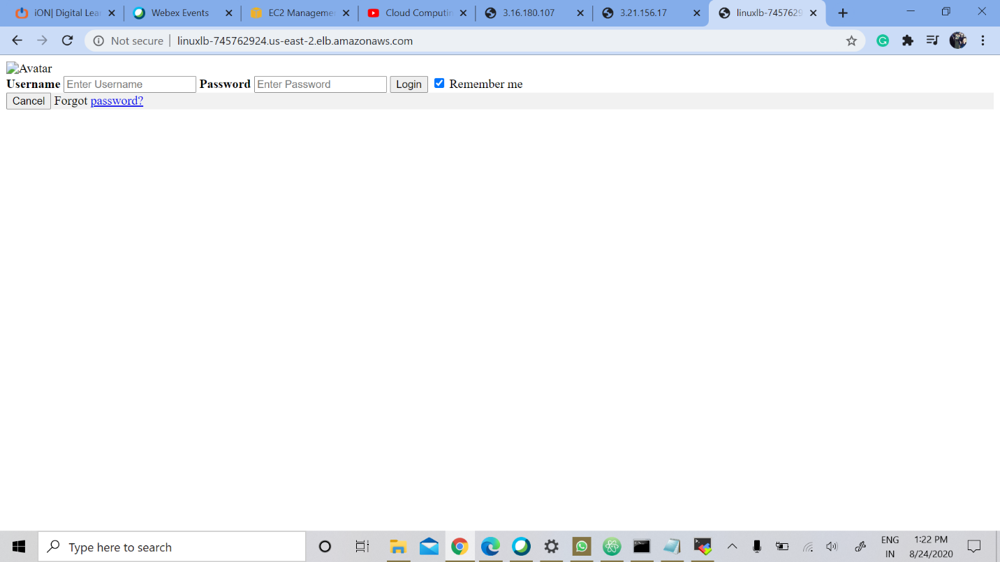 iON| Digital Lear
Webex Events
EC2 Managemen
Cloud Computin
3.16.180.107
3.21.156.17
linuxlb-7457629
Not secure
linuxlb-745762924.us-east-2.elb.amazonaws.com
Avatar
Username Enter Username Password Enter Password Login Remember me
Cancel Forgot password?
Type here to search
ENG
IN
1:22 PM
8/24/2020